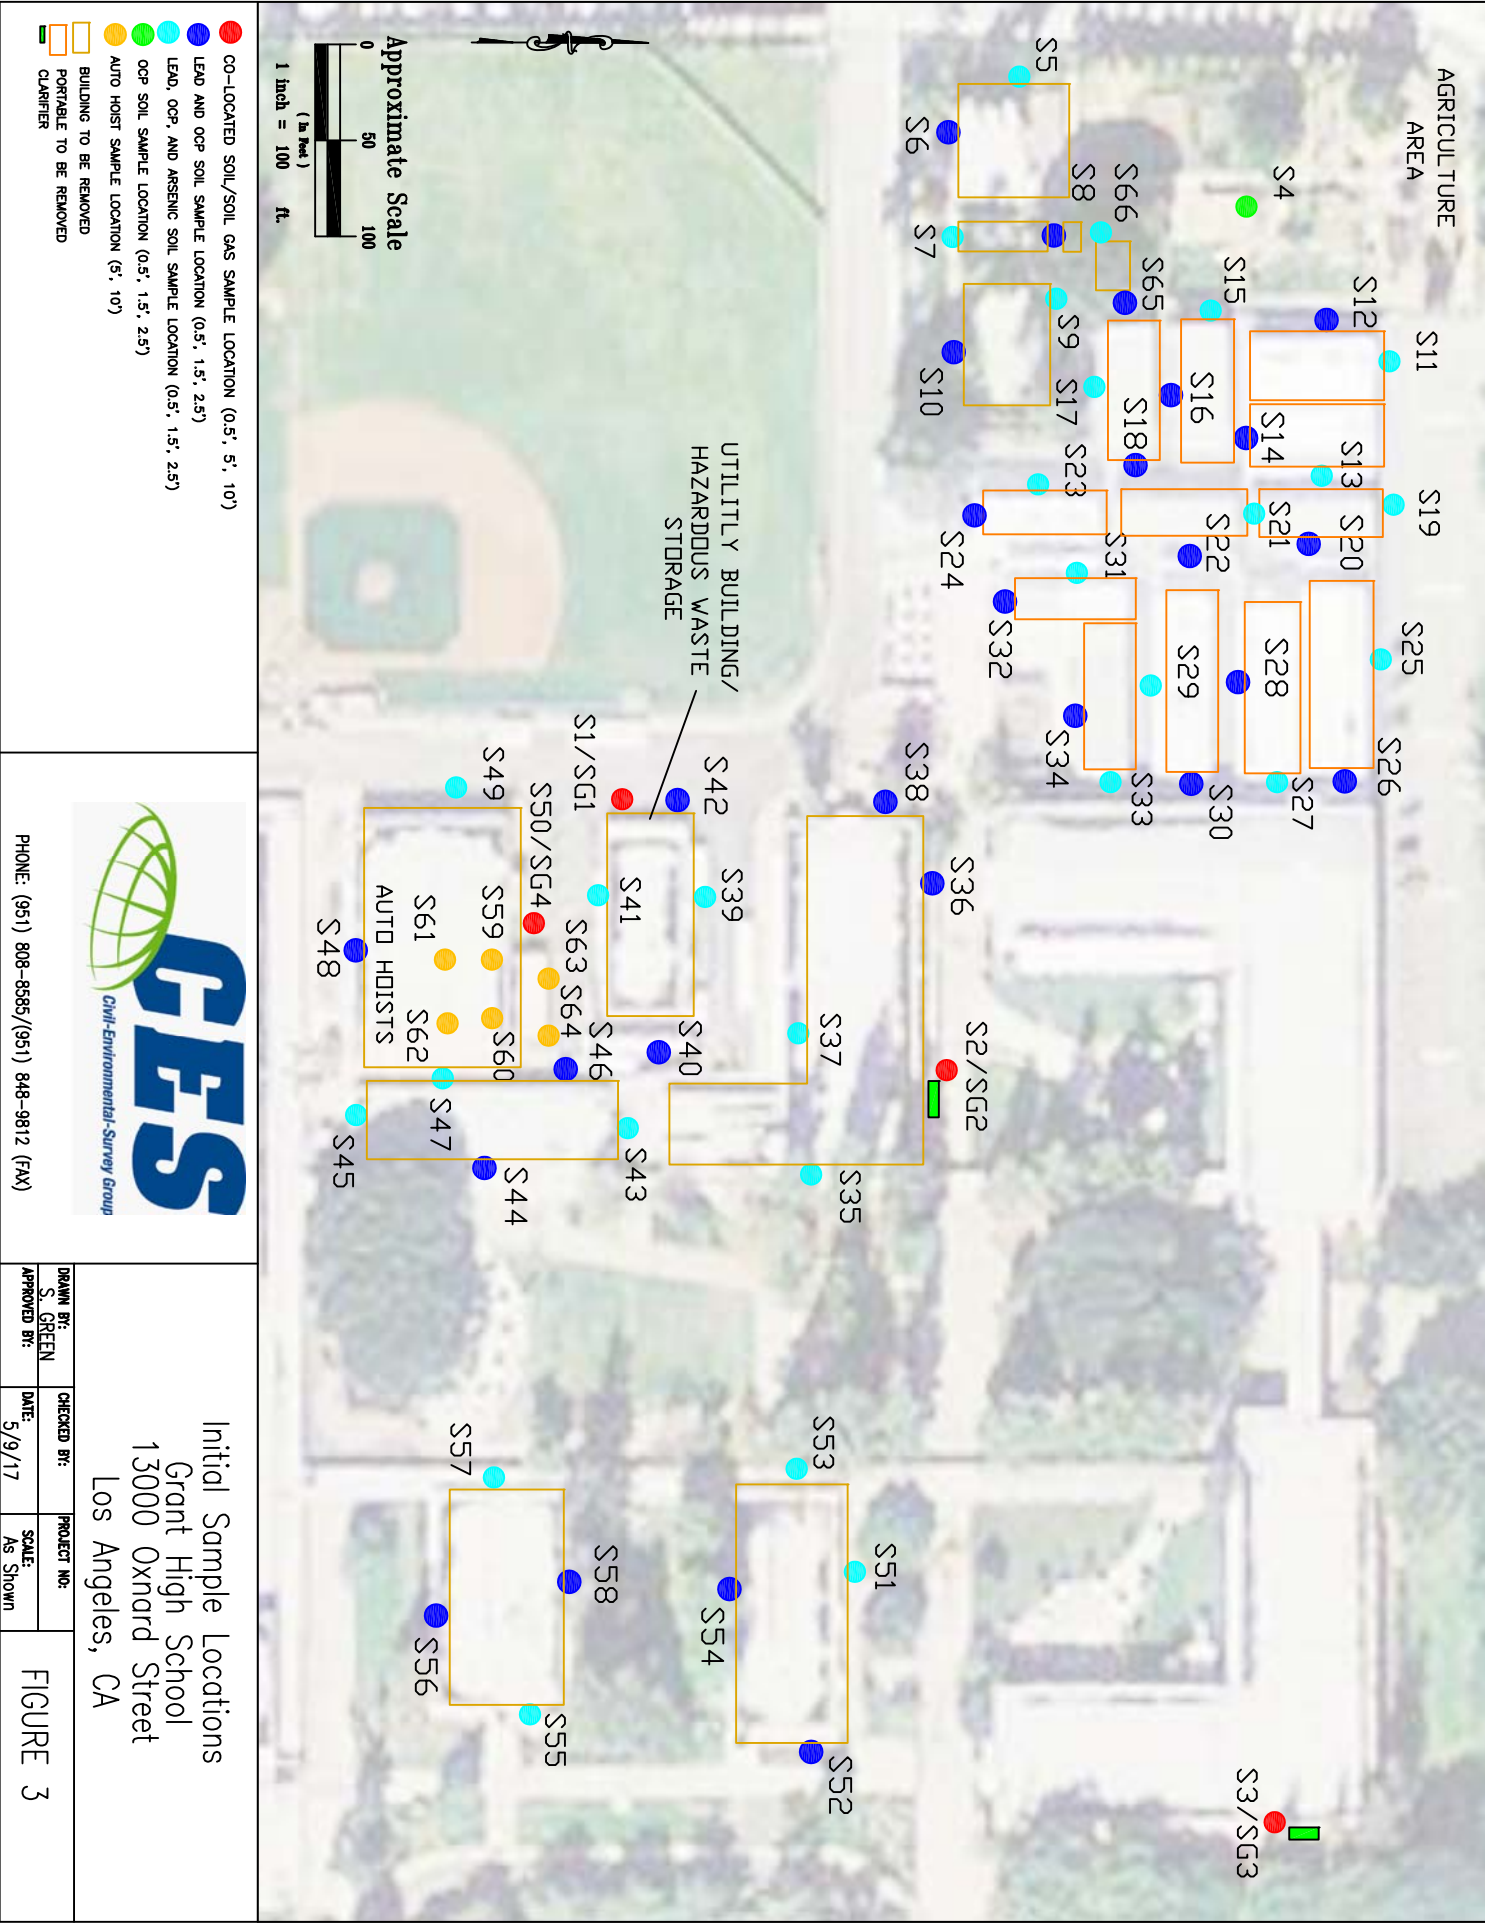 AGRICULTURE
AREA
S4
S5
S6
S7
S8
S66
S65
S9
S10
S15
S12
S11
S17
S18
S16
S14
S13
S19
S23
S24
S31
S22
S21
S20
S32
S34
S29
S28
S25
S33
S30
S27
S26
UTILITLY BUILDING/
HAZARDOUS WASTE
STORAGE
S1/SG1
S42
S38
S36
S39
S41
S49
S50/SG4
S59
S61
AUTO HOISTS
S48
S63
S64
S62
S60
S46
S40
S37
S2/SG2
S47
S45
S44
S43
S35
S53
S51
S57
S58
S54
S56
S55
S52
S3/SG3
Approximate Scale
0 50 100
( In Feet )
1 inch = 100 ft.
CO-LOCATED SOIL/SOIL GAS SAMPLE LOCATION (0.5', 5', 10')
LEAD AND OCP SOIL SAMPLE LOCATION (0.5', 1.5', 2.5')
LEAD, OCP, AND ARSENIC SOIL SAMPLE LOCATION (0.5', 1.5', 2.5')
OCP SOIL SAMPLE LOCATION (0.5', 1.5', 2.5')
AUTO HOIST SAMPLE LOCATION (5', 10')
BUILDING TO BE REMOVED
PORTABLE TO BE REMOVED
CLARIFIER
CES
Civil-Environmental-Survey Group
PHONE: (951) 808-8585/(951) 848-9812 (FAX)
Initial Sample Locations
Grant High School
13000 Oxnard Street
Los Angeles, CA
DRAWN BY:
S. GREEN
CHECKED BY:
PROJECT NO:
APPROVED BY:
DATE:
5/9/17
SCALE:
As Shown
FIGURE 3